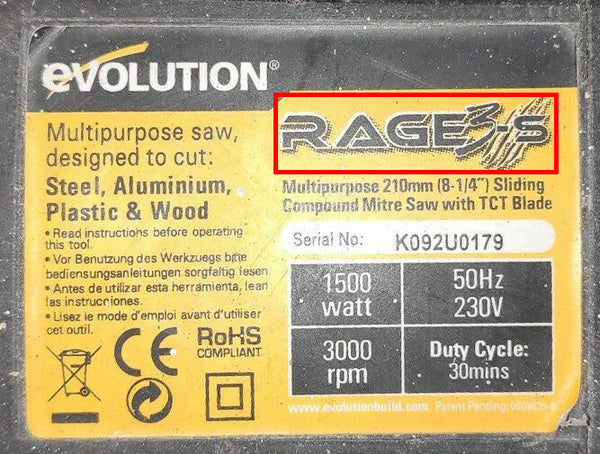 evolution®
RAGE3-S
Multipurpose saw,
designed to cut:
Steel, Aluminium,
Plastic & Wood
• Read instructions before operating
this tool.
• Vor Benutzung des Werkzeugs bitte
bedienungsanleitung sorgfaltig lesen
• Antes de utilizar esta herramienta, lean
las instrucciones.
• Lisez le mode d'emploi avant d'utiliser
cet outil.
CE
RoHS
COMPLIANT
Multipurpose 210mm (8-1/4") Sliding
Compound Mitre Saw with TCT Blade
Serial No: K092U0179
1500
watt
50Hz
230V
3000
rpm
Duty Cycle:
30mins
www.evolutionbuild.com Patent Pending: